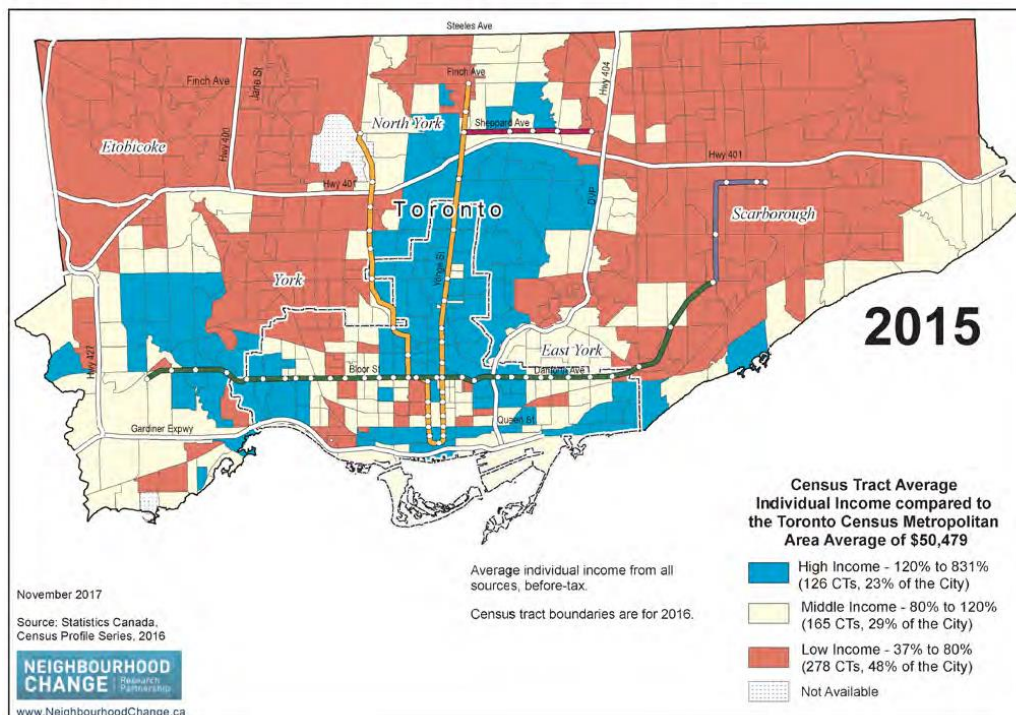 Steeles Ave
Finch Ave
Jane St
Finch Ave
Hwy 404
North York
Sheppard Ave
Etobicoke
Hwy 400
Hwy 401
Hwy 401
DVP
Toronto
Scarborough
Yonge St
York
2015
East York
Hwy 427
Bloor St
Danforth Ave
Queen St
Gardiner Expwy
Census Tract Average
Individual Income compared to
the Toronto Census Metropolitan
Area Average of $50,479
High Income - 120% to 831%
(126 CTs, 23% of the City)
Middle Income - 80% to 120%
(165 CTs, 29% of the City)
Low Income - 37% to 80%
(278 CTs, 48% of the City)
Not Available
Average individual income from all
sources, before-tax.
Census tract boundaries are for 2016.
November 2017
Source: Statistics Canada,
Census Profile Series, 2016
NEIGHBOURHOOD
CHANGE Research
Partnership
www.NeighbourhoodChange.ca